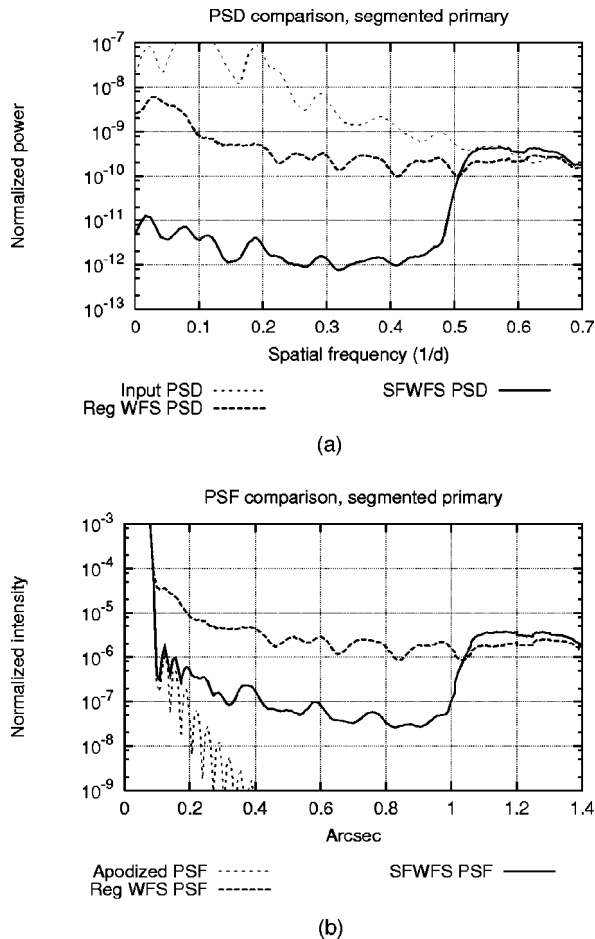 PSD comparison, segmented primary
Normalized power
10-7
10-8
10-9
10-10
10-11
10-12
10-13
0 0.1 0.2 0.3 0.4 0.5 0.6 0.7
Spatial frequency (1/d)
Input PSD SFWFS PSD
Reg WFS PSD
(a)
PSF comparison, segmented primary
Normalized intensity
10-3
10-4
10-5
10-6
10-7
10-8
10-9
0 0.2 0.4 0.6 0.8 1 1.2 1.4
Arcsec
Apodized PSF SFWFS PSF
Reg WFS PSF
(b)